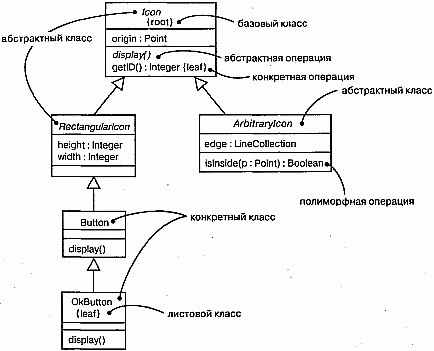 Icon
{root}
базовый класс
абстрактный класс
origin : Point
display()
абстрактная операция
getID() : Integer {leaf}
конкретная операция
абстрактный класс
RectangularIcon
height : Integer
width : Integer
ArbitraryIcon
edge : LineCollection
isInside(p : Point) : Boolean
полиморфная операция
Button
конкретный класс
display()
OkButton
{leaf}
листовой класс
display()